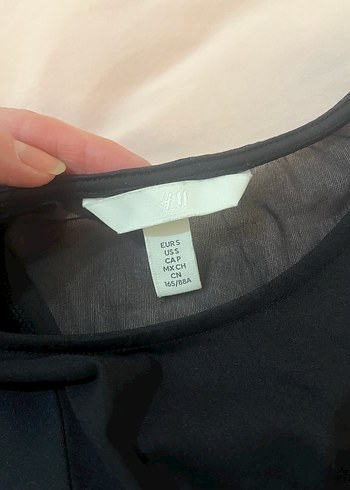 H&M
EUR S
US S
CA P
MX CH
CN
165/88A